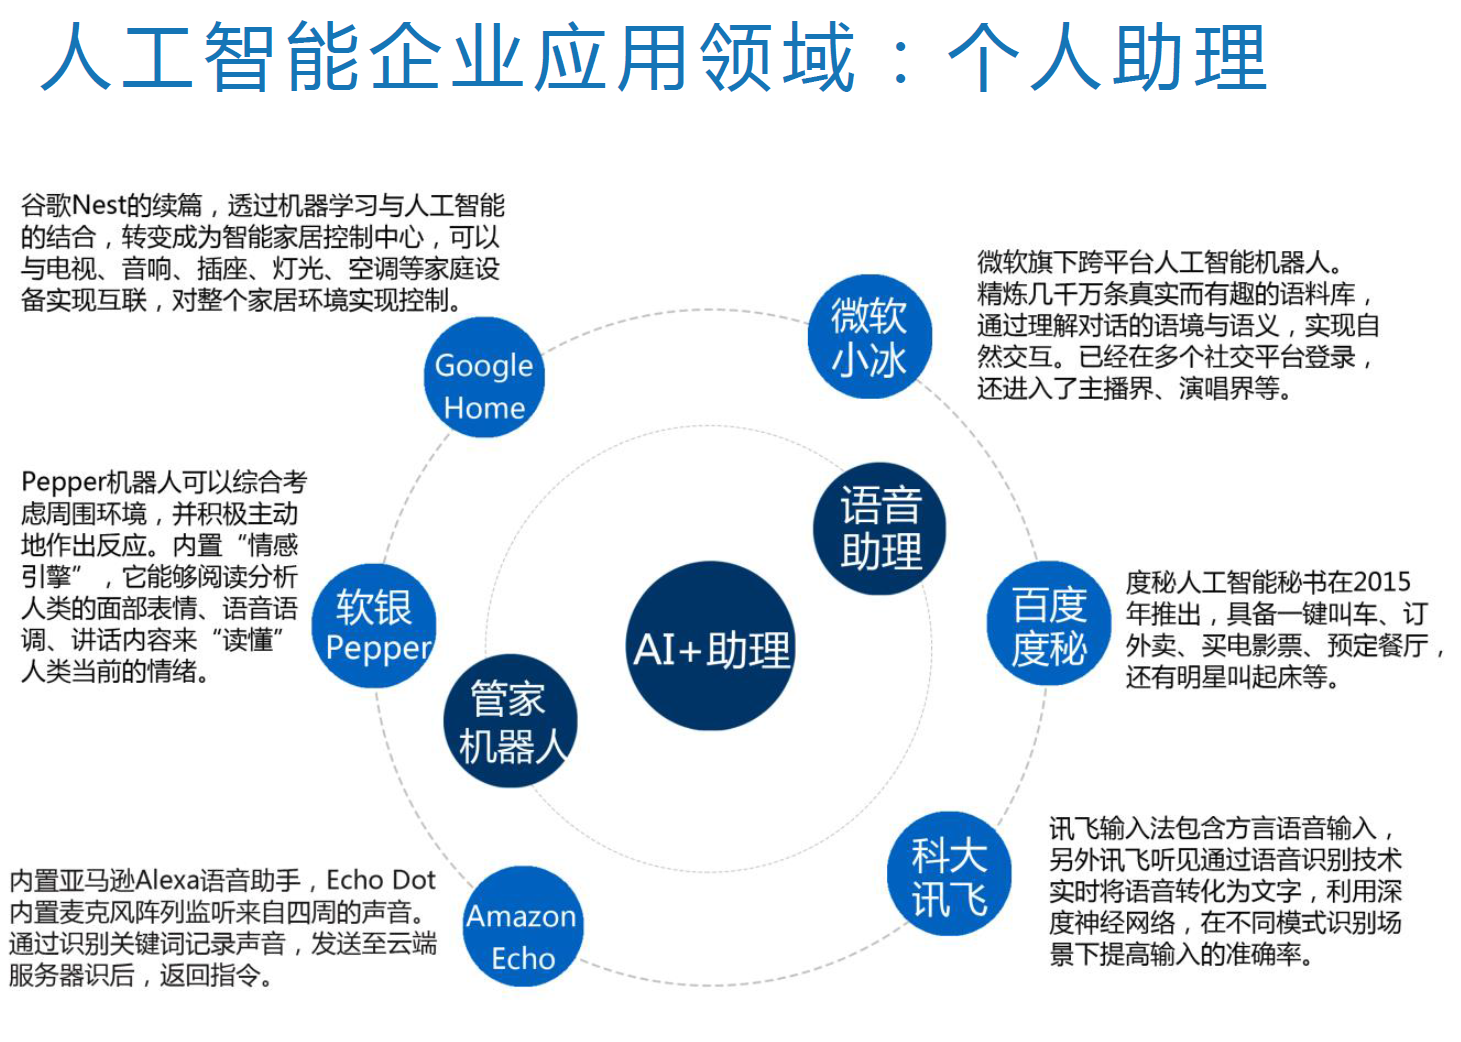 人工智能企业应用领域：个人助理
谷歌Nest的续篇，透过机器学习与人工智能
的结合，转变成为智能家居控制中心，可以
与电视、音响、插座、灯光、空调等家庭设
备实现互联，对整个家居环境实现控制。
Google
Home
微软
小冰
微软旗下跨平台人工智能机器人。
精炼几千万条真实而有趣的语料库，
通过理解对话的语境与语义，实现自
然交互。已经在多个社交平台登录，
还进入了主播界、演唱界等。
Pepper机器人可以综合考
虑周围环境，并积极主动
地作出反应。内置“情感
引擎”，它能够阅读分析
人类的面部表情、语音语
调、讲话内容来“读懂”
人类当前的情绪。
软银
Pepper
语音
助理
AI+助理
管家
机器人
百度
度秘
度秘人工智能秘书在2015
年推出，具备一键叫车、订
外卖、买电影票、预定餐厅，
还有明星叫起床等。
内置亚马逊Alexa语音助手，Echo Dot
内置麦克风阵列监听来自四周的声音。
通过识别关键词记录声音，发送至云端
服务器识后，返回指令。
Amazon
Echo
科大
讯飞
讯飞输入法包含方言语音输入，
另外讯飞听见通过语音识别技术
实时将语音转化为文字，利用深
度神经网络，在不同模式识别场
景下提高输入的准确率。